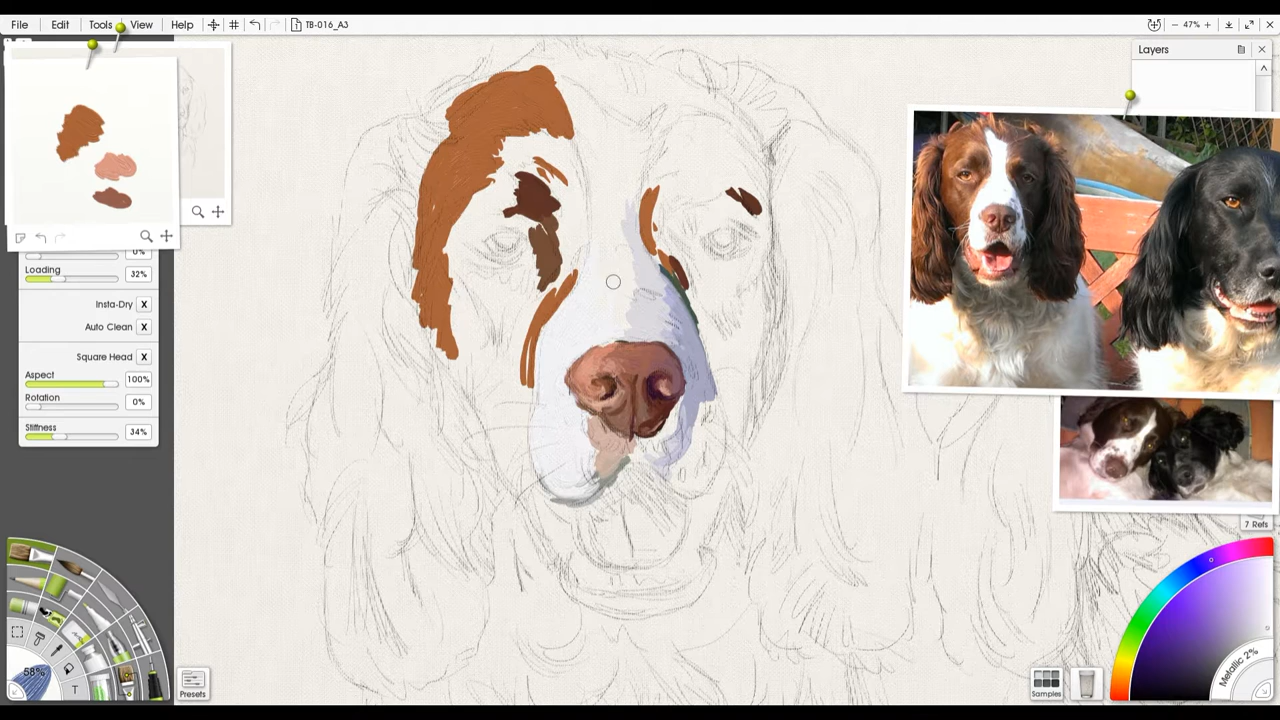 File Edit Tools View Help TB-016_A3 47%
Layers
Loading 32%
Insta-Dry X
Auto Clean X
Square Head X
Aspect 100%
Rotation 0%
Stiffness 34%
7 Refs
58%
T
Presets
Samples
Metallic 2%